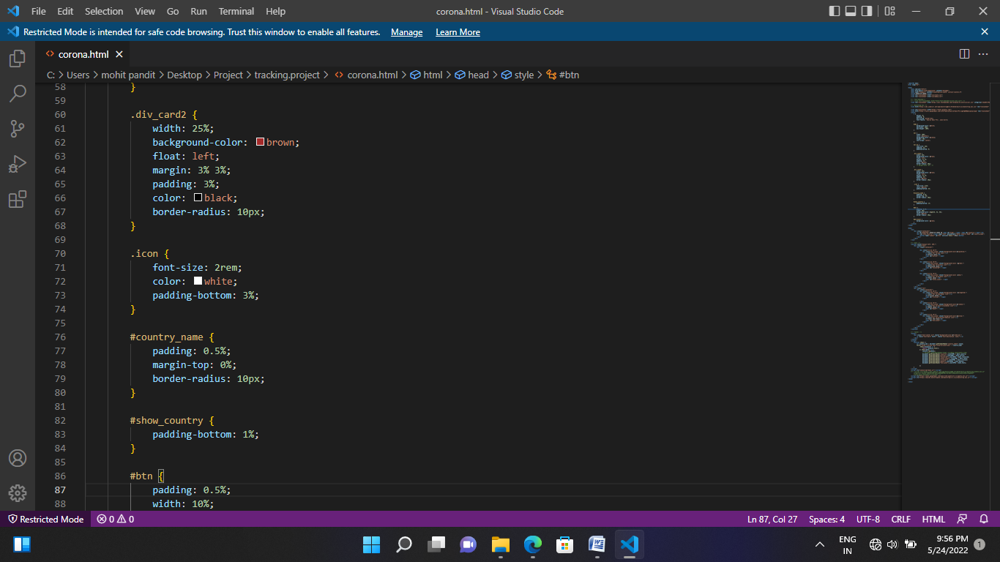 File Edit Selection View Go Run Terminal Help corona.html - Visual Studio Code
Restricted Mode is intended for safe code browsing. Trust this window to enable all features. Manage Learn More
corona.html
C: > Users > mohit pandit > Desktop > Project > tracking.project > corona.html > html > head > style > #btn
58 }
59
60 .div_card2 {
61 width: 25%;
62 background-color: brown;
63 float: left;
64 margin: 3% 3%;
65 padding: 3%;
66 color: black;
67 border-radius: 10px;
68 }
69
70 .icon {
71 font-size: 2rem;
72 color: white;
73 padding-bottom: 3%;
74 }
75
76 #country_name {
77 padding: 0.5%;
78 margin-top: 0%;
79 border-radius: 10px;
80 }
81
82 #show_country {
83 padding-bottom: 1%;
84 }
85
86 #btn {
87 padding: 0.5%;
88 width: 10%;
Restricted Mode 0 0 Ln 87, Col 27 Spaces: 4 UTF-8 CRLF HTML
ENG 9:56 PM
IN 5/24/2022 1